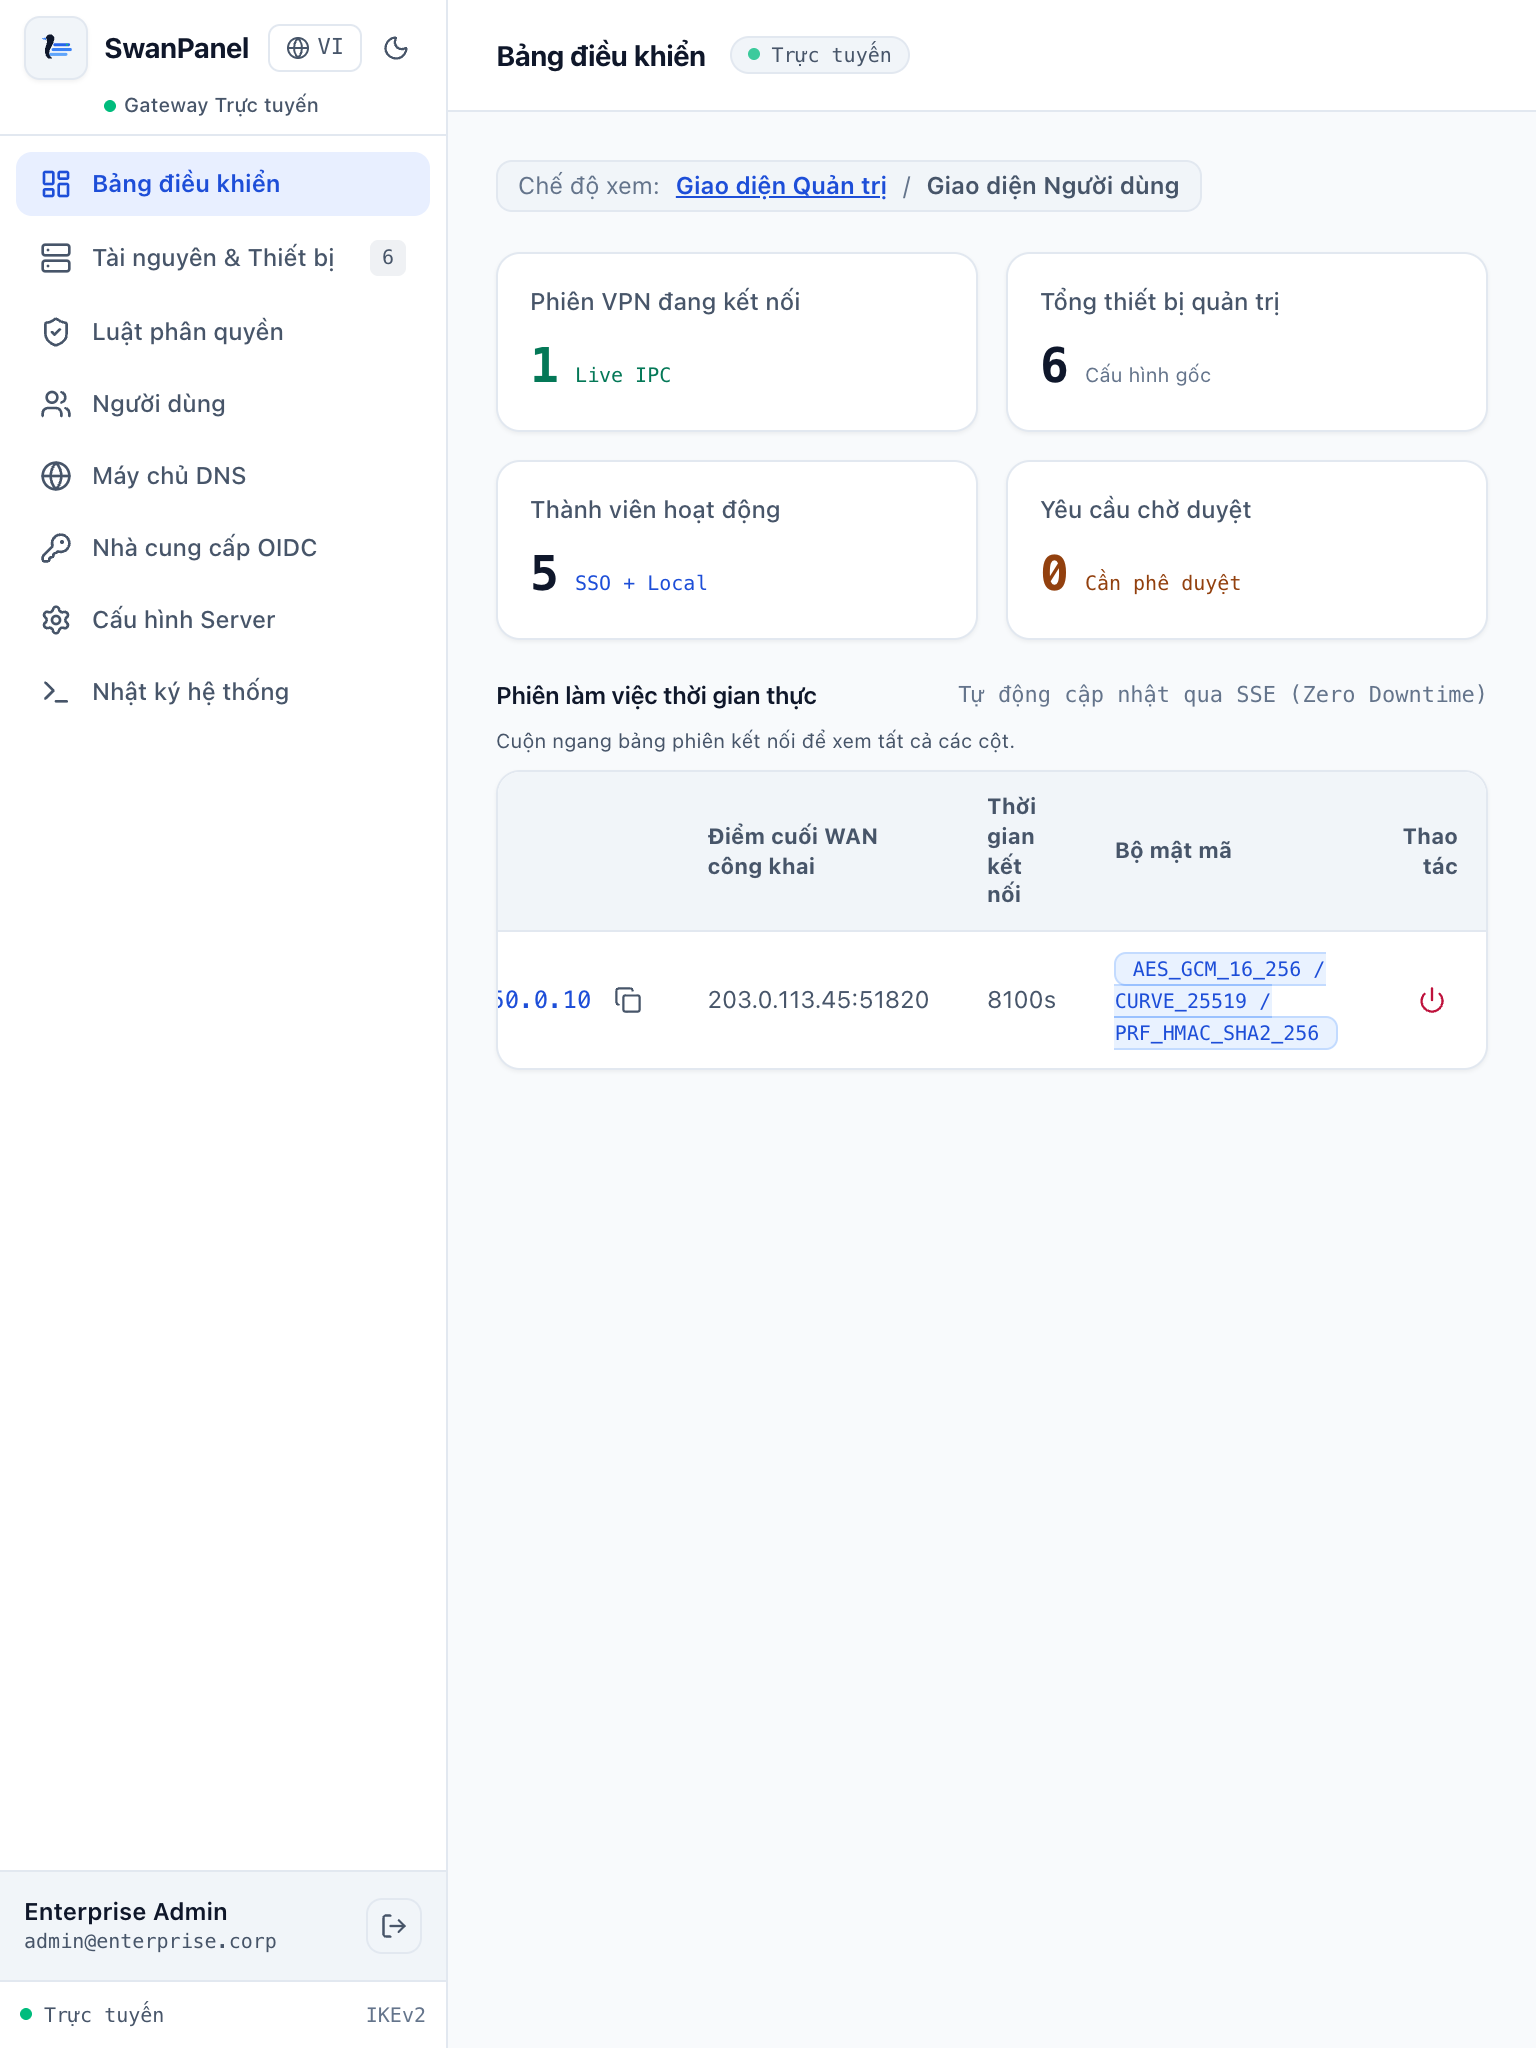 SwanPanel
VI
Gateway Trực tuyến
Bảng điều khiển
Tài nguyên & Thiết bị
6
Luật phân quyền
Người dùng
Máy chủ DNS
Nhà cung cấp OIDC
Cấu hình Server
Nhật ký hệ thống
Enterprise Admin
admin@enterprise.corp
Trực tuyến
IKEv2
Bảng điều khiển
Trực tuyến
Chế độ xem: Giao diện Quản trị / Giao diện Người dùng
Phiên VPN đang kết nối
1 Live IPC
Tổng thiết bị quản trị
6 Cấu hình gốc
Thành viên hoạt động
5 SSO + Local
Yêu cầu chờ duyệt
0 Cần phê duyệt
Phiên làm việc thời gian thực
Tự động cập nhật qua SSE (Zero Downtime)
Cuộn ngang bảng phiên kết nối để xem tất cả các cột.
Điểm cuối WAN
công khai
Thời
gian
kết
nối
Bộ mật mã
Thao
tác
50.0.10
203.0.113.45:51820
8100s
AES_GCM_16_256 /
CURVE_25519 /
PRF_HMAC_SHA2_256